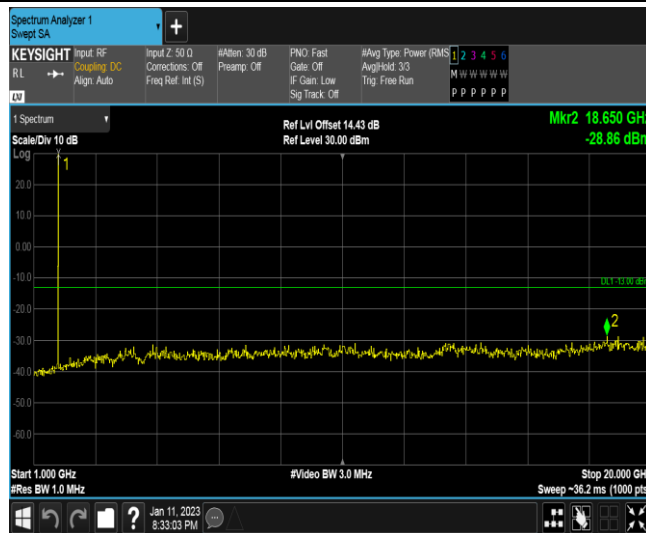 Spectrum Analyzer 1
Swept SA
+
KEYSIGHT
RL
LXI
Input: RF
Coupling: DC
Align: Auto
Input Z: 50 Ω
Corrections: Off
Freq Ref: Int (S)
#Atten: 30 dB
Preamp: Off
PNO: Fast
Gate: Off
IF Gain: Low
Sig Track: Off
#Avg Type: Power (RMS
Avg|Hold: 3/3
Trig: Free Run
1 2 3 4 5 6
M W W W W W
P P P P P P
1 Spectrum
Scale/Div 10 dB
Log
Ref Lvl Offset 14.43 dB
Ref Level 30.00 dBm
Mkr2 18.650 GHz
-28.86 dBm
1
20.0
10.0
0.00
-10.0
DL1 -13.00 dBm
-20.0
2
-30.0
-40.0
-50.0
-60.0
Start 1.000 GHz
#Res BW 1.0 MHz
#Video BW 3.0 MHz
Stop 20.000 GHz
Sweep ~36.2 ms (1000 pts
?
Jan 11, 2023
8:33:03 PM